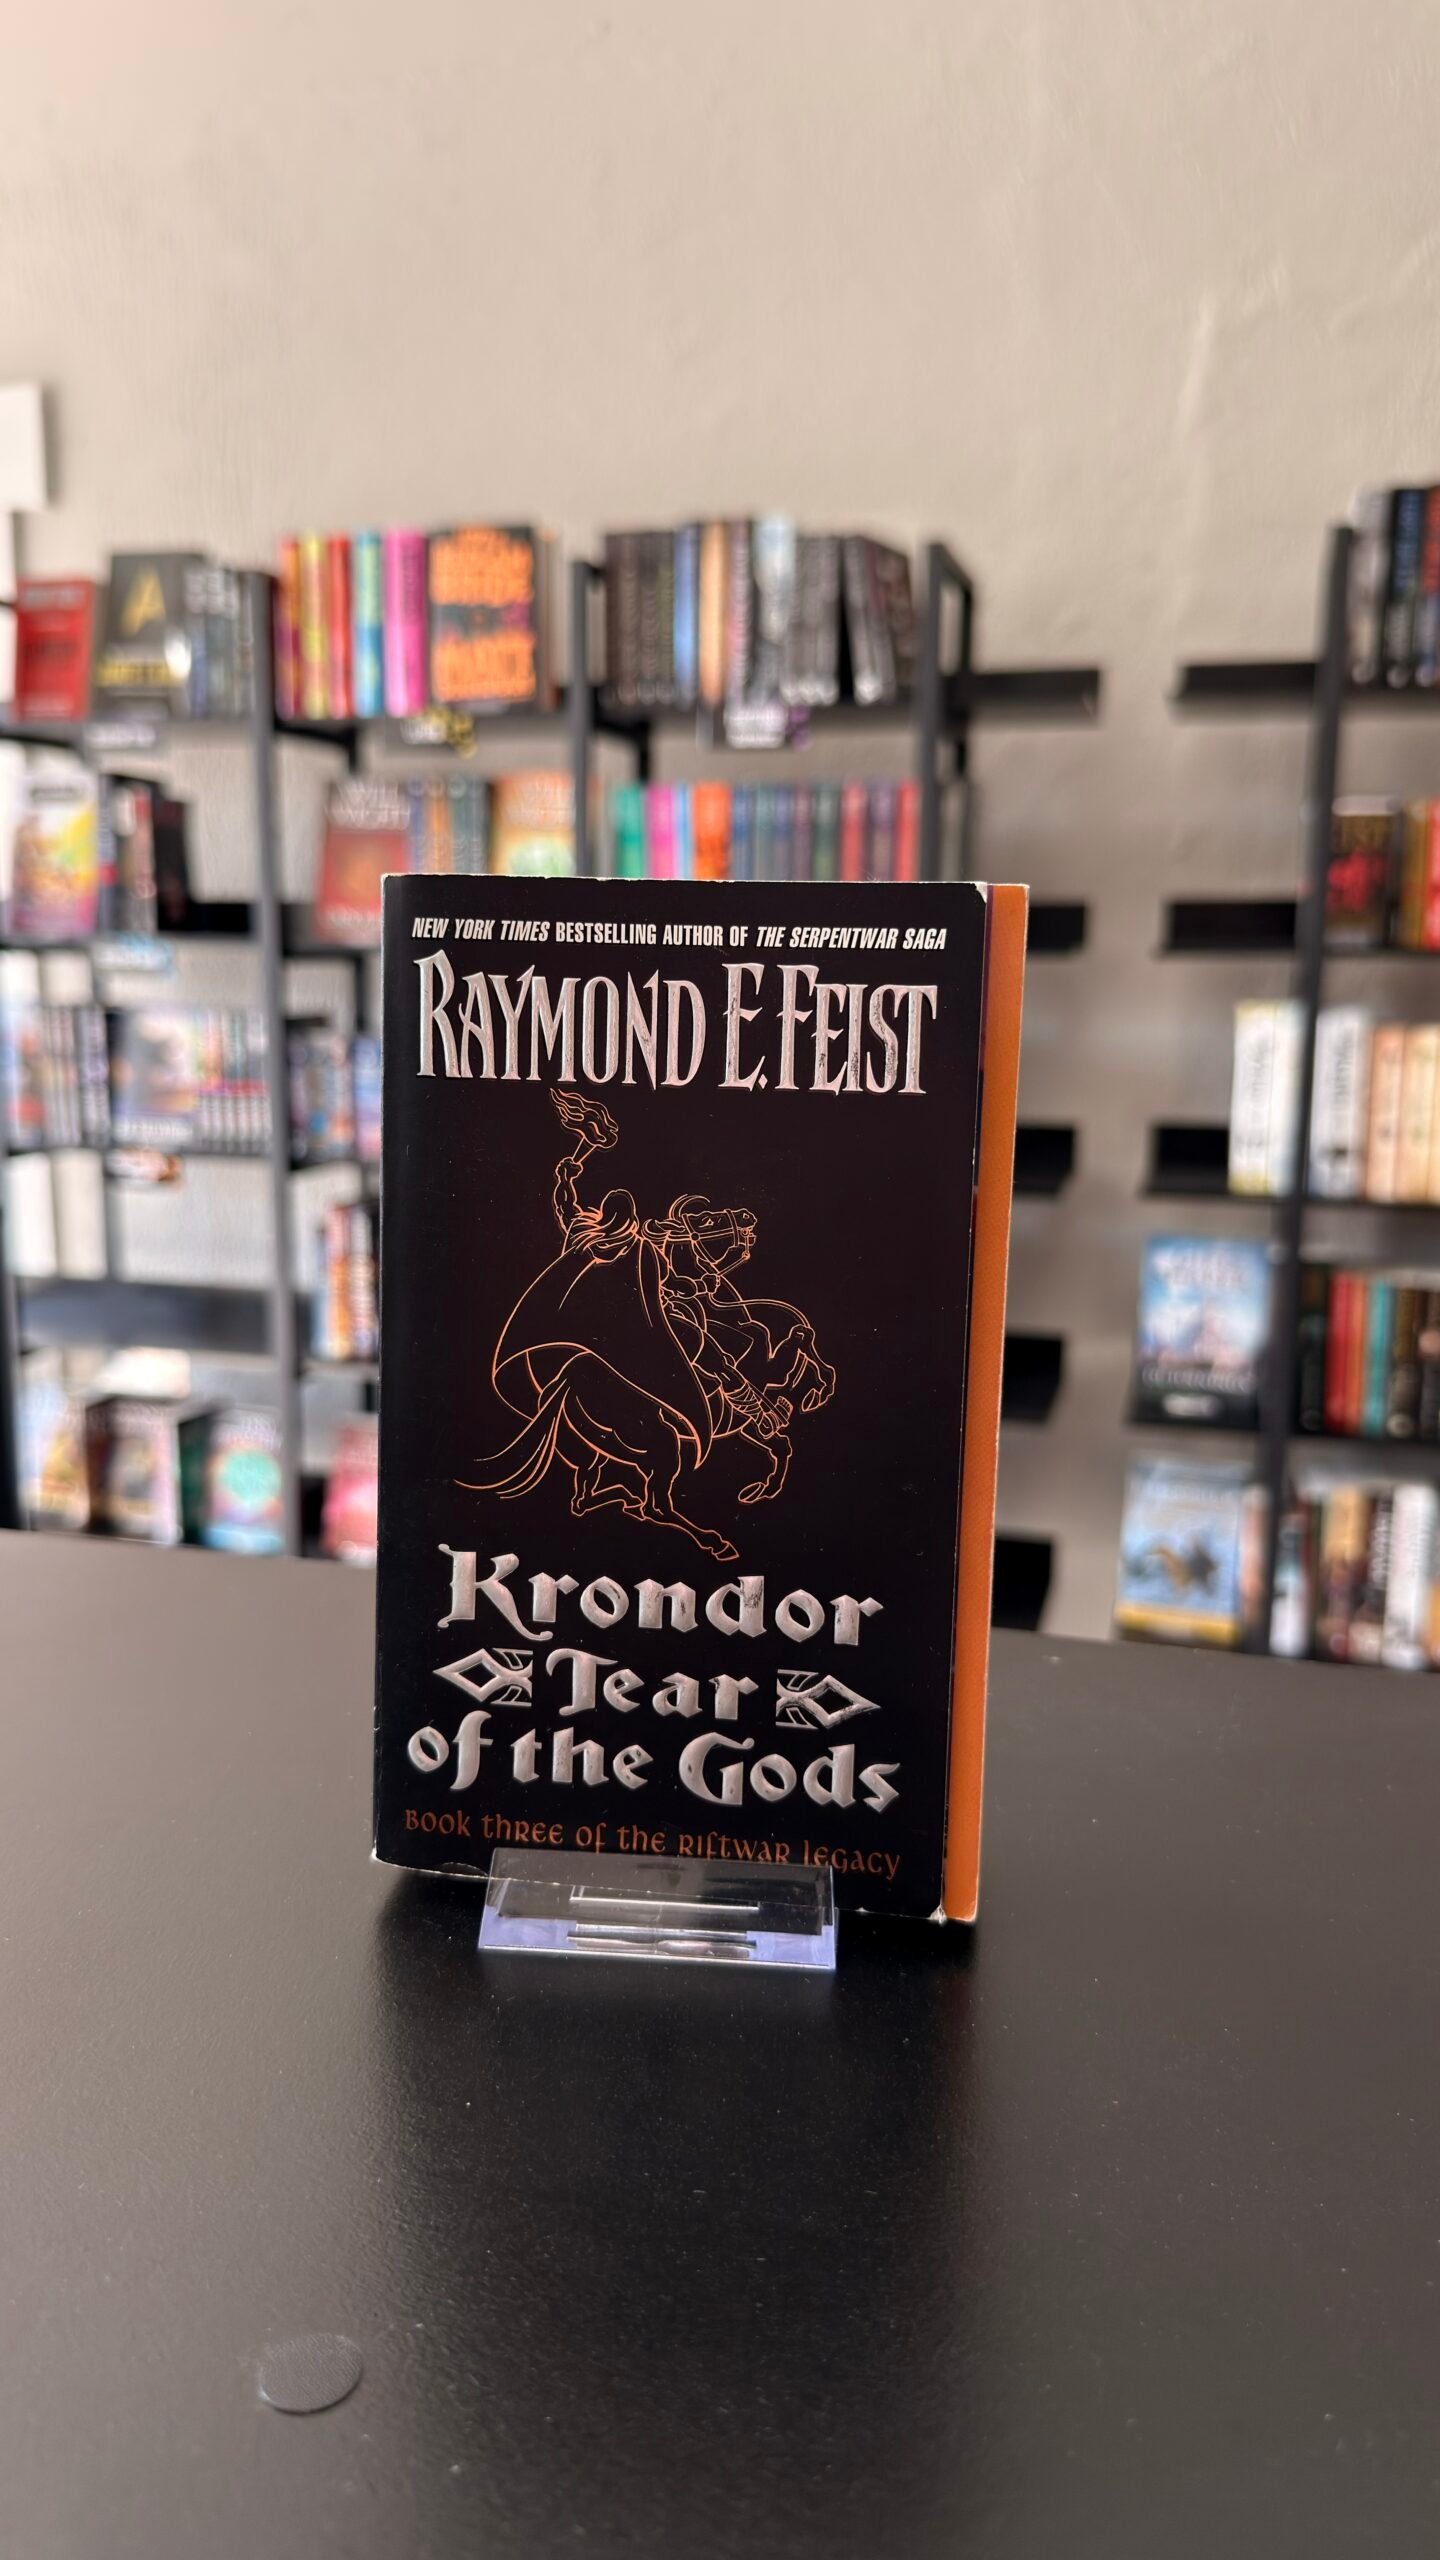 NEW YORK TIMES BESTSELLING AUTHOR OF THE SERPENTWAR SAGA
RAYMOND E. FEIST
Krondor
Tear
of the Gods
BOOK THREE OF THE RIFTWAR LEGACY